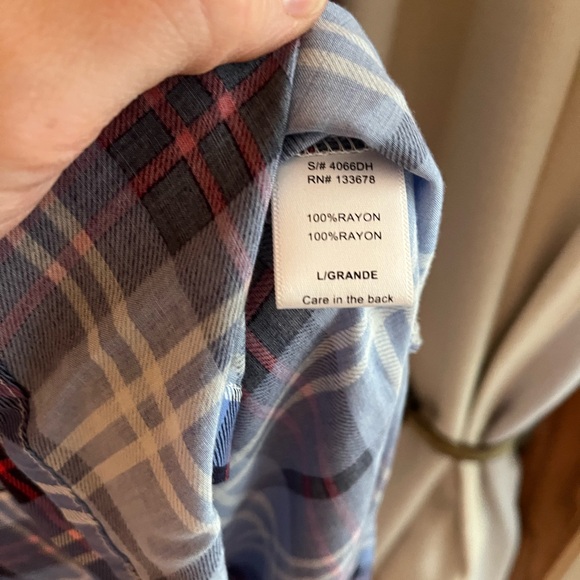 S/# 4066DH
RN# 133678
100%RAYON
100%RAYON
L/GRANDE
Care in the back